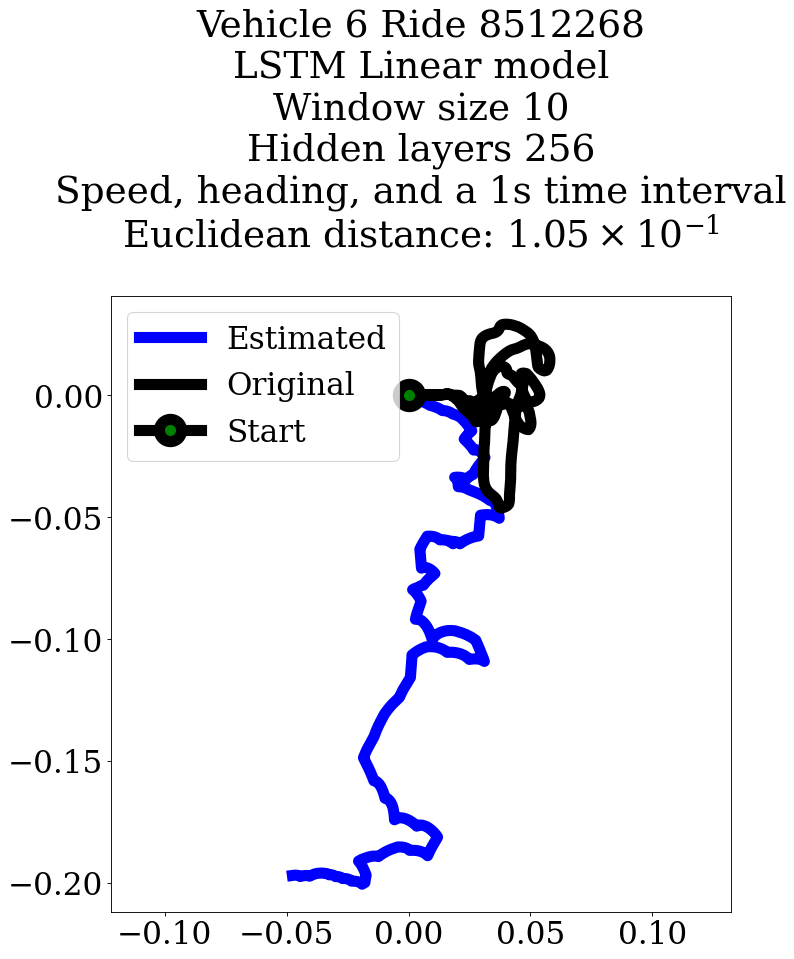 Vehicle 6 Ride 8512268
LSTM Linear model
Window size 10
Hidden layers 256
Speed, heading, and a 1s time interval
Euclidean distance: 1.05 × 10⁻¹
Estimated
Original
Start
0.00
−0.05
−0.10
−0.15
−0.20
−0.10
−0.05
0.00
0.05
0.10